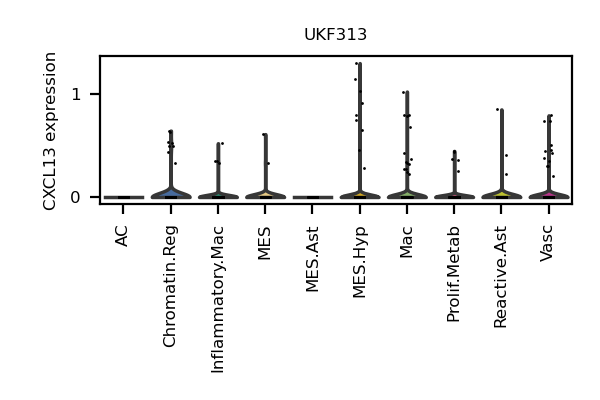 UKF313
CXCL13 expression
1
0
AC
Chromatin.Reg
Inflammatory.Mac
MES
MES.Ast
MES.Hyp
Mac
Prolif.Metab
Reactive.Ast
Vasc